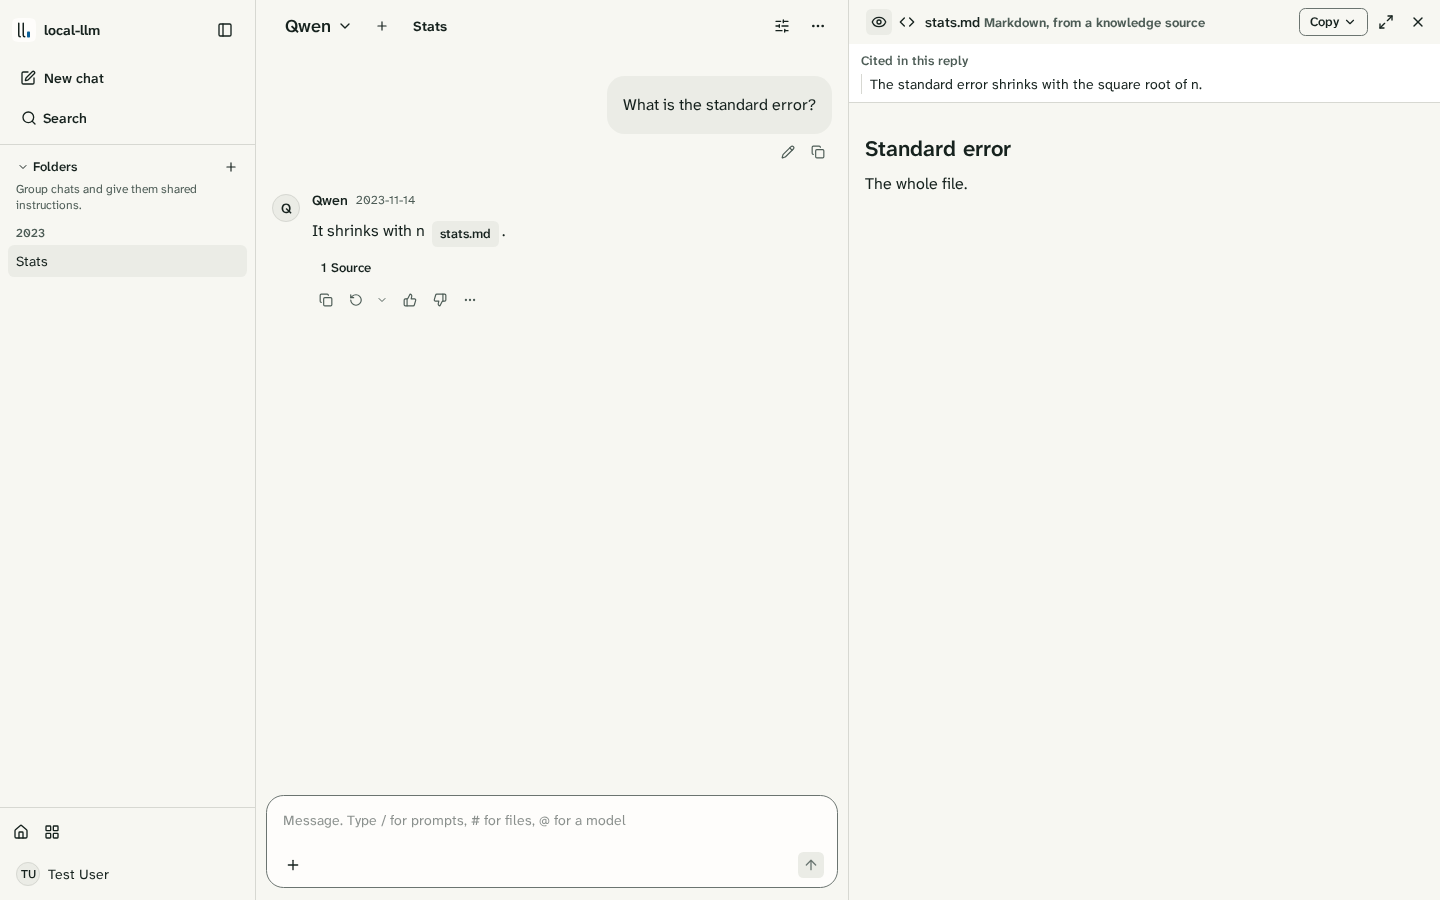 local-llm
New chat
Search
Folders
Group chats and give them shared
instructions.
2023
Stats
TU Test User
Qwen
Stats
What is the standard error?
Q
Qwen 2023-11-14
It shrinks with n stats.md .
1 Source
Message. Type / for prompts, # for files, @ for a model
stats.md Markdown, from a knowledge source
Copy
Cited in this reply
The standard error shrinks with the square root of n.
Standard error
The whole file.